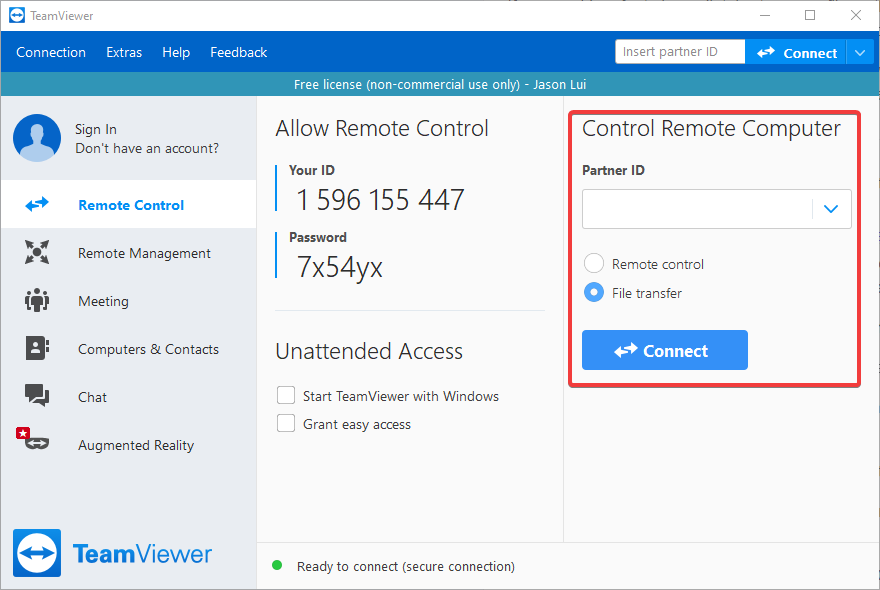 TeamViewer
Connection Extras Help Feedback
Insert partner ID
Connect
Free license (non-commercial use only) - Jason Lui
Sign In
Don't have an account?
Remote Control
Remote Management
Meeting
Computers & Contacts
Chat
Augmented Reality
TeamViewer
Allow Remote Control
Your ID
1 596 155 447
Password
7x54yx
Unattended Access
Start TeamViewer with Windows
Grant easy access
Control Remote Computer
Partner ID
Remote control
File transfer
Connect
Ready to connect (secure connection)